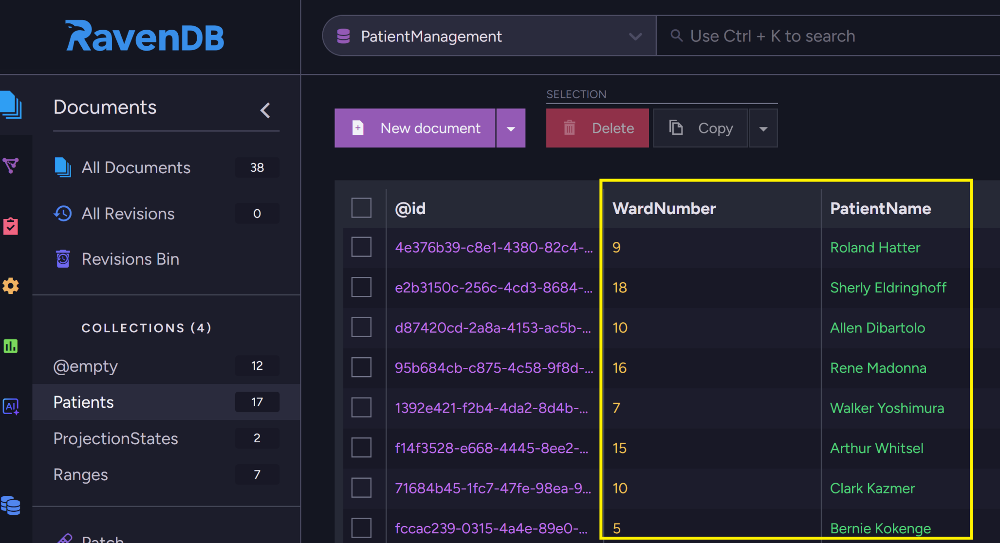 RavenDB
PatientManagement
Use Ctrl + K to search
Documents
All Documents 38
All Revisions 0
Revisions Bin
COLLECTIONS (4)
@empty 12
Patients 17
ProjectionStates 2
Ranges 7
Patch
AI
SELECTION
New document
Delete
Copy
@id WardNumber PatientName
4e376b39-c8e1-4380-82c4-... 9 Roland Hatter
e2b3150c-256c-4cd3-8684-... 18 Sherly Eldringhoff
d87420cd-2a8a-4153-ac5b-... 10 Allen Dibartolo
95b684cb-c875-4c58-9f8d-... 16 Rene Madonna
1392e421-f2b4-4da2-8d4b-... 7 Walker Yoshimura
f14f3528-e668-4445-8ee2-... 15 Arthur Whitsel
71684b45-1fc7-47fe-98ea-9... 10 Clark Kazmer
fccac239-0315-4a4e-89e0-... 5 Bernie Kokenge